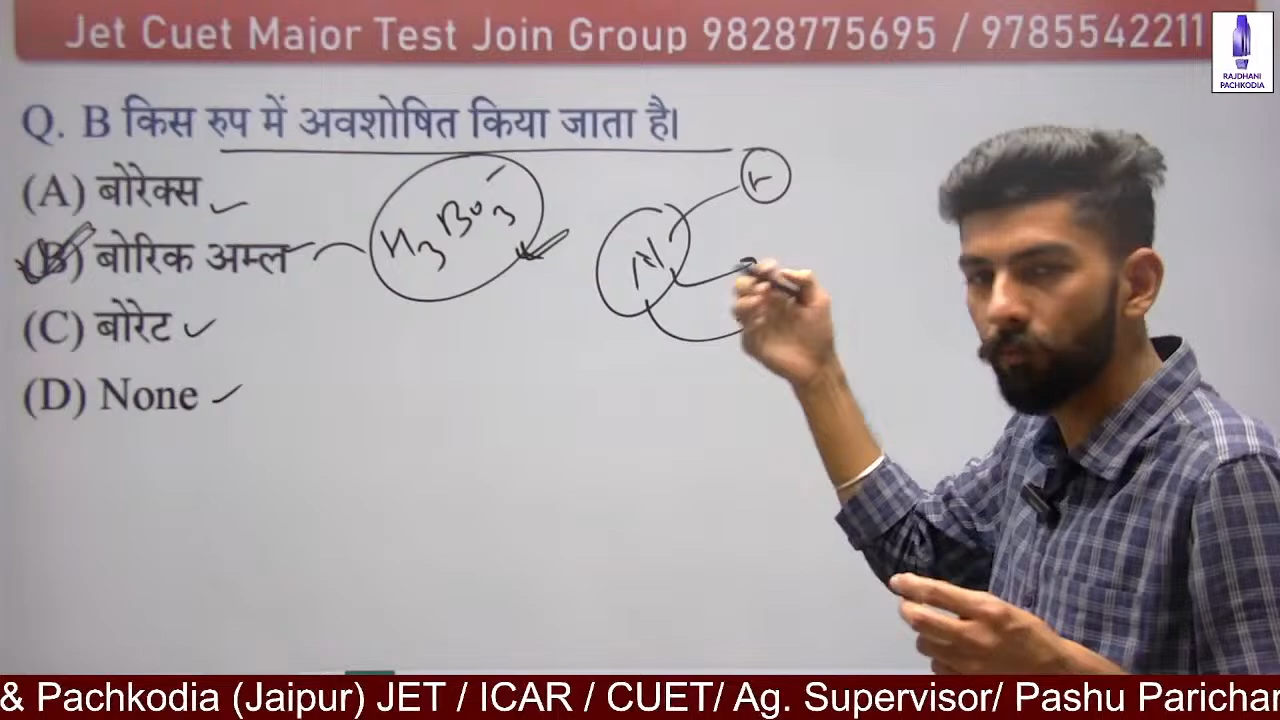 Jet Cuet Major Test Join Group 9828775695 / 9785542211
RAJDHANI
PACHKODIA
Q. B किस रुप में अवशोषित किया जाता है।
(A) बोरेक्स
(B) बोरिक अम्ल
H3BO3
(C) बोरेट
(D) None
& Pachkodia (Jaipur) JET / ICAR / CUET/ Ag. Supervisor/ Pashu Parichar